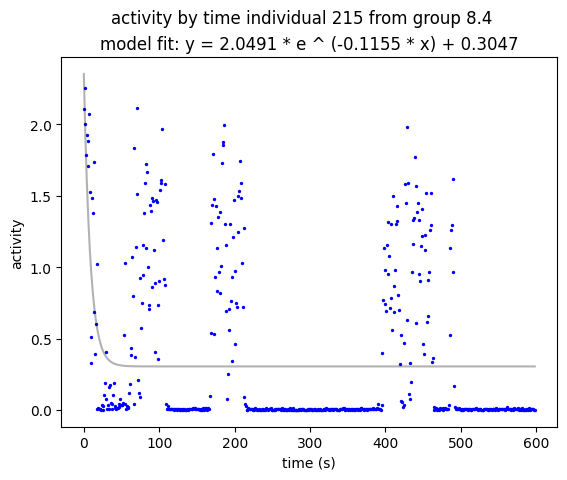 activity by time individual 215 from group 8.4
model fit: y = 2.0491 * e ^ (-0.1155 * x) + 0.3047
activity
2.0
1.5
1.0
0.5
0.0
0 100 200 300 400 500 600
time (s)